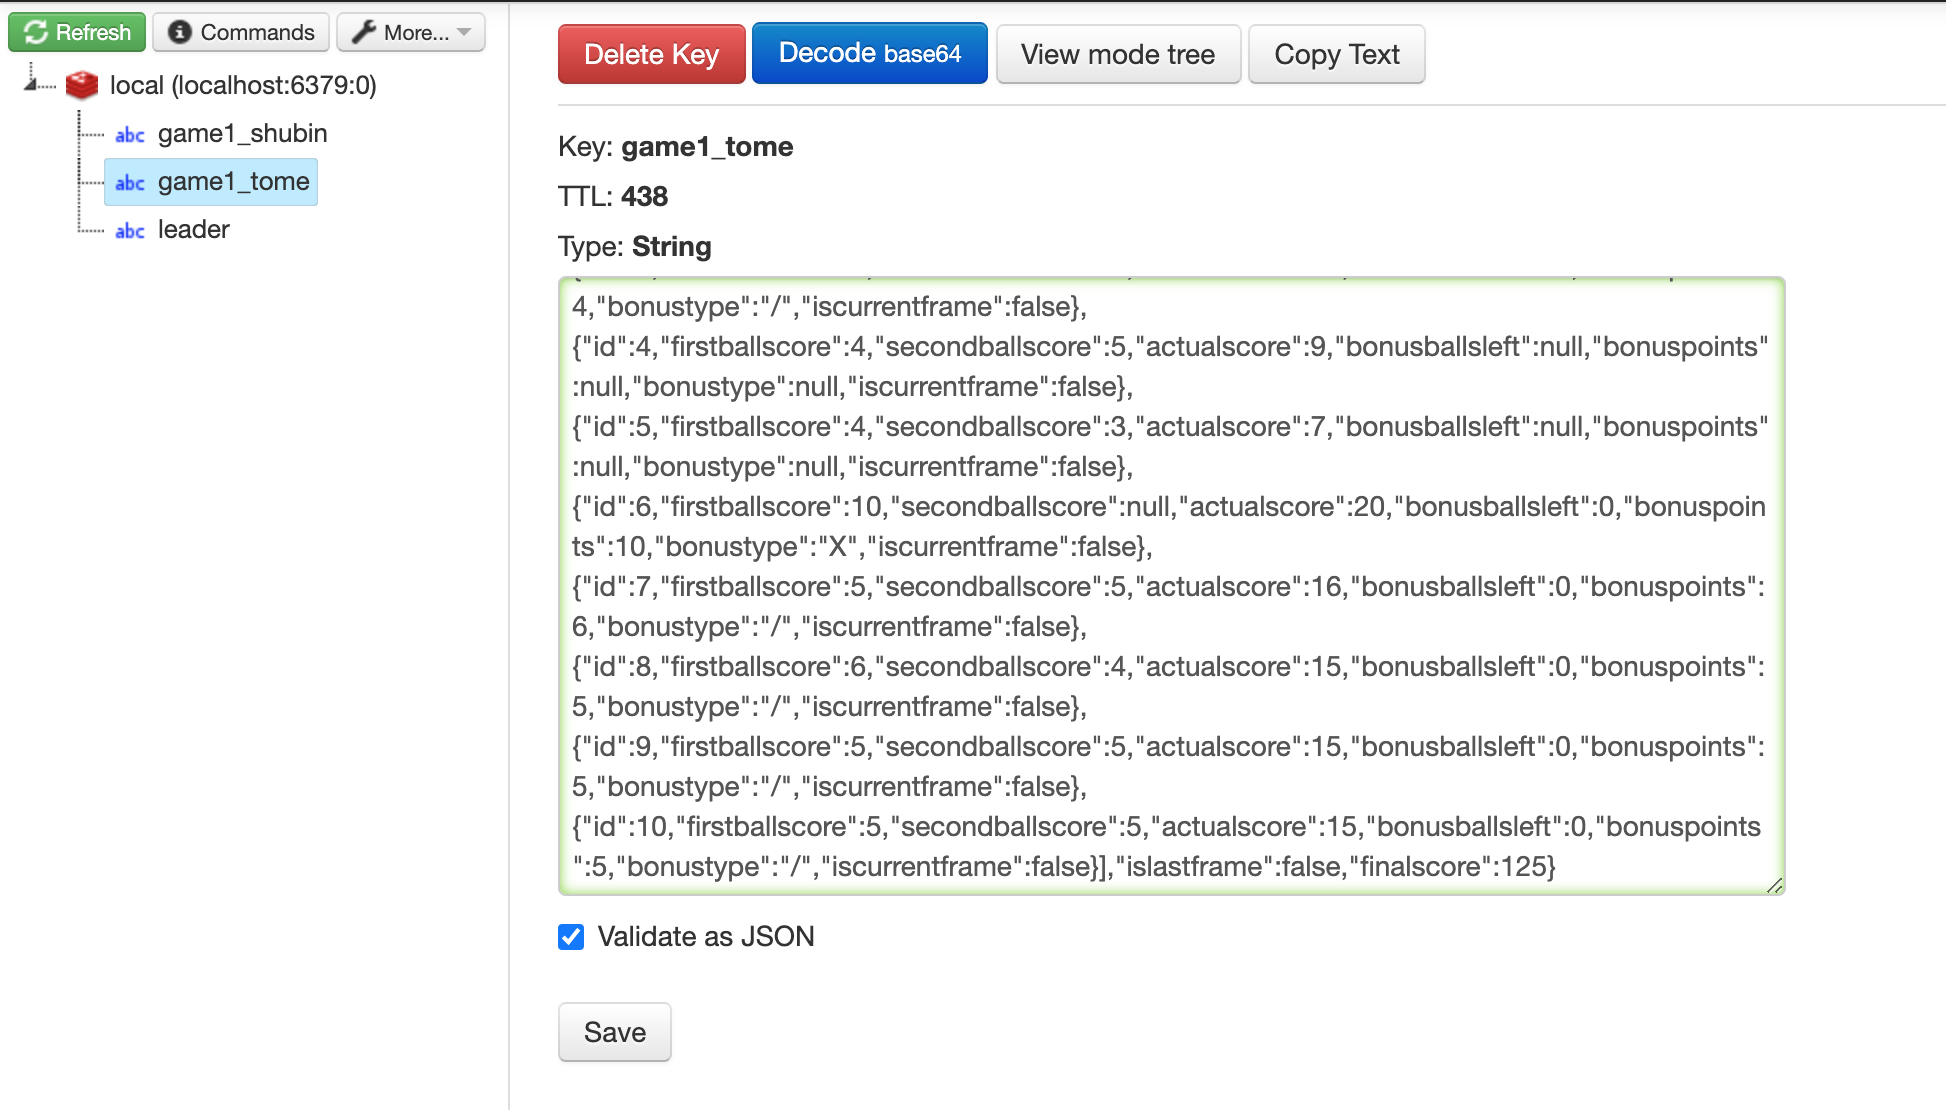 Refresh
Commands
More...
local (localhost:6379:0)
abc game1_shubin
abc game1_tome
abc leader
Delete Key
Decode base64
View mode tree
Copy Text
Key: game1_tome
TTL: 438
Type: String
4,"bonustype":"/","iscurrentframe":false},
{"id":4,"firstballscore":4,"secondballscore":5,"actualscore":9,"bonusballsleft":null,"bonuspoints"
:null,"bonustype":null,"iscurrentframe":false},
{"id":5,"firstballscore":4,"secondballscore":3,"actualscore":7,"bonusballsleft":null,"bonuspoints"
:null,"bonustype":null,"iscurrentframe":false},
{"id":6,"firstballscore":10,"secondballscore":null,"actualscore":20,"bonusballsleft":0,"bonuspoin
ts":10,"bonustype":"X","iscurrentframe":false},
{"id":7,"firstballscore":5,"secondballscore":5,"actualscore":16,"bonusballsleft":0,"bonuspoints":
6,"bonustype":"/","iscurrentframe":false},
{"id":8,"firstballscore":6,"secondballscore":4,"actualscore":15,"bonusballsleft":0,"bonuspoints":
5,"bonustype":"/","iscurrentframe":false},
{"id":9,"firstballscore":5,"secondballscore":5,"actualscore":15,"bonusballsleft":0,"bonuspoints":
5,"bonustype":"/","iscurrentframe":false},
{"id":10,"firstballscore":5,"secondballscore":5,"actualscore":15,"bonusballsleft":0,"bonuspoints
":5,"bonustype":"/","iscurrentframe":false}],"islastframe":false,"finalscore":125}
Validate as JSON
Save